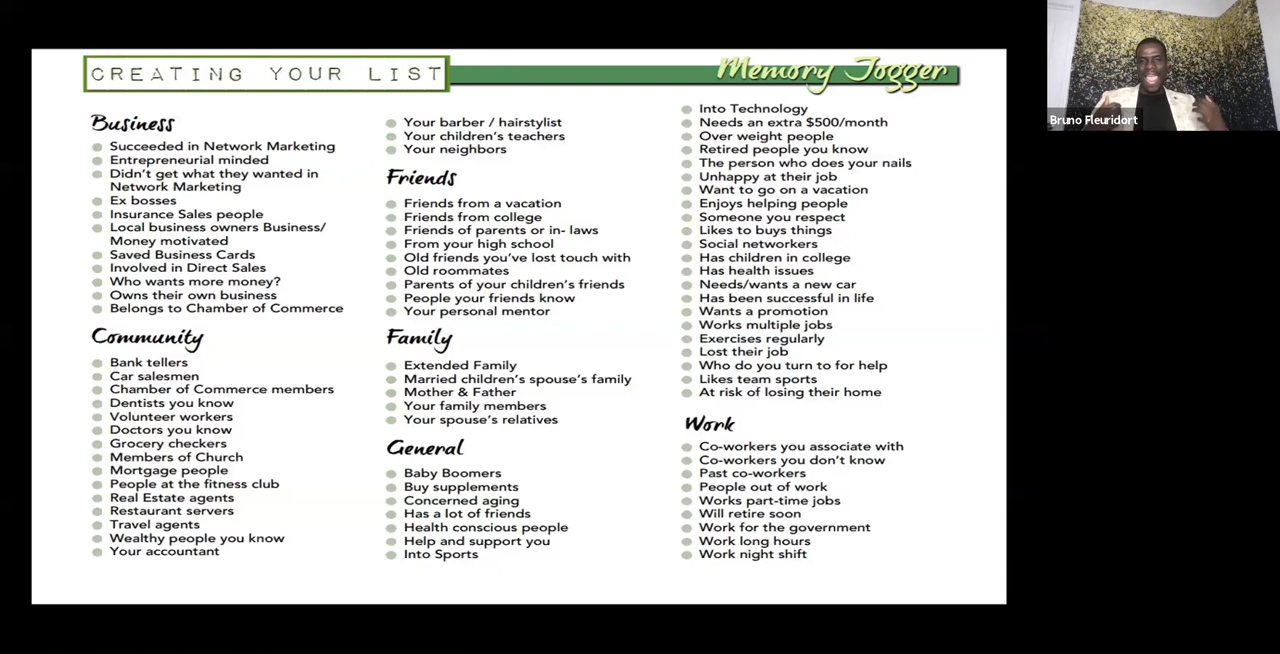 CREATING YOUR LIST
Memory Jogger
Business
Succeeded in Network Marketing
Entrepreneurial minded
Didn't get what they wanted in
Network Marketing
Ex bosses
Insurance Sales people
Local business owners Business/
Money motivated
Saved Business Cards
Involved in Direct Sales
Who wants more money?
Owns their own business
Belongs to Chamber of Commerce
Community
Bank tellers
Car salesmen
Chamber of Commerce members
Dentists you know
Volunteer workers
Doctors you know
Grocery checkers
Members of Church
Mortgage people
People at the fitness club
Real Estate agents
Restaurant servers
Travel agents
Wealthy people you know
Your accountant
Your barber / hairstylist
Your children's teachers
Your neighbors
Friends
Friends from a vacation
Friends from college
Friends of parents or in- laws
From your high school
Old friends you've lost touch with
Old roommates
Parents of your children's friends
People your friends know
Your personal mentor
Family
Extended Family
Married children's spouse's family
Mother & Father
Your family members
Your spouse's relatives
General
Baby Boomers
Buy supplements
Concerned aging
Has a lot of friends
Health conscious people
Help and support you
Into Sports
Into Technology
Needs an extra $500/month
Over weight people
Retired people you know
The person who does your nails
Unhappy at their job
Want to go on a vacation
Enjoys helping people
Someone you respect
Likes to buys things
Social networkers
Has children in college
Has health issues
Needs/wants a new car
Has been successful in life
Wants a promotion
Works multiple jobs
Exercises regularly
Lost their job
Who do you turn to for help
Likes team sports
At risk of losing their home
Work
Co-workers you associate with
Co-workers you don't know
Past co-workers
People out of work
Works part-time jobs
Will retire soon
Work for the government
Work long hours
Work night shift
Bruno Fleuridort